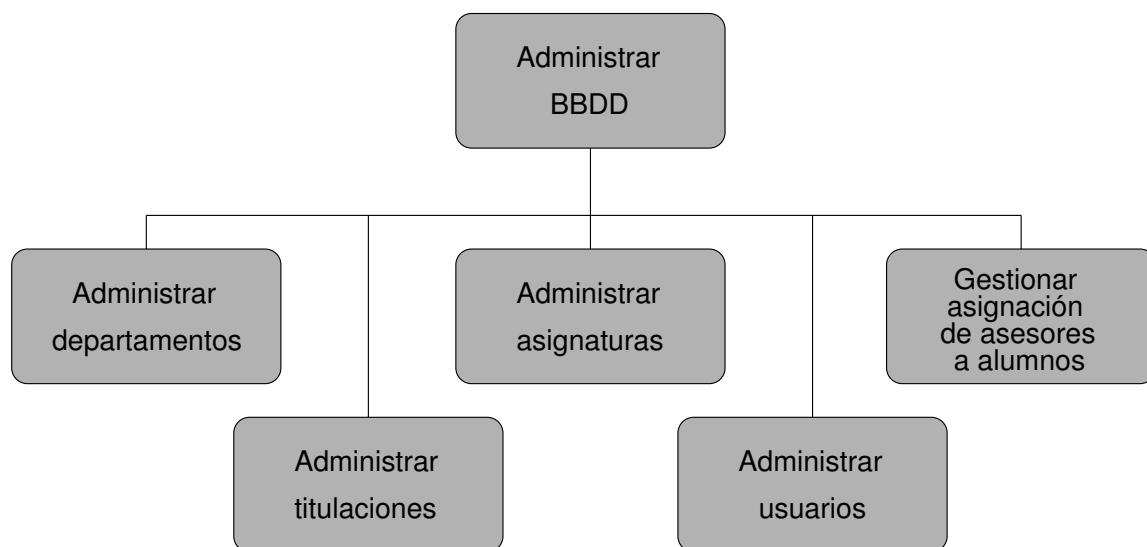 Administrar
BBDD
Administrar
departamentos
Administrar
asignaturas
Gestionar
asignación
de asesores
a alumnos
Administrar
titulaciones
Administrar
usuarios